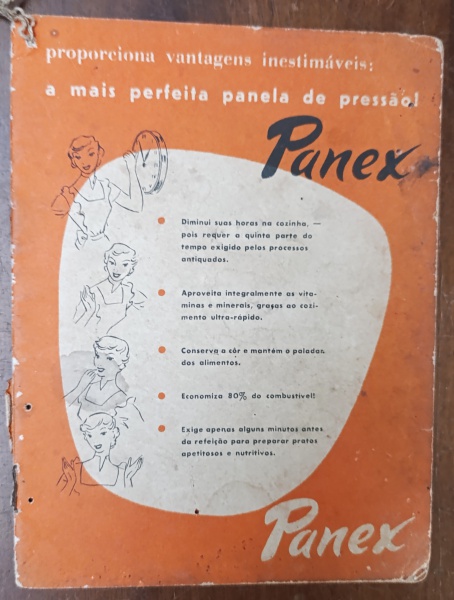 proporciona vantagens inestimáveis:
a mais perfeita panela de pressão!
Panex
Diminui suas horas na cozinha, —
pois requer a quinta parte do
tempo exigido pelos processos
antiquados.
Aproveita integralmente as vita-
minas e minerais, graças ao cozi-
mento ultra-rápido.
Conserva a côr e mantém o paladar
dos alimentos.
Economiza 80% do combustível!
Exige apenas alguns minutos antes
da refeição para preparar pratos
apetitosos e nutritivos.
Panex